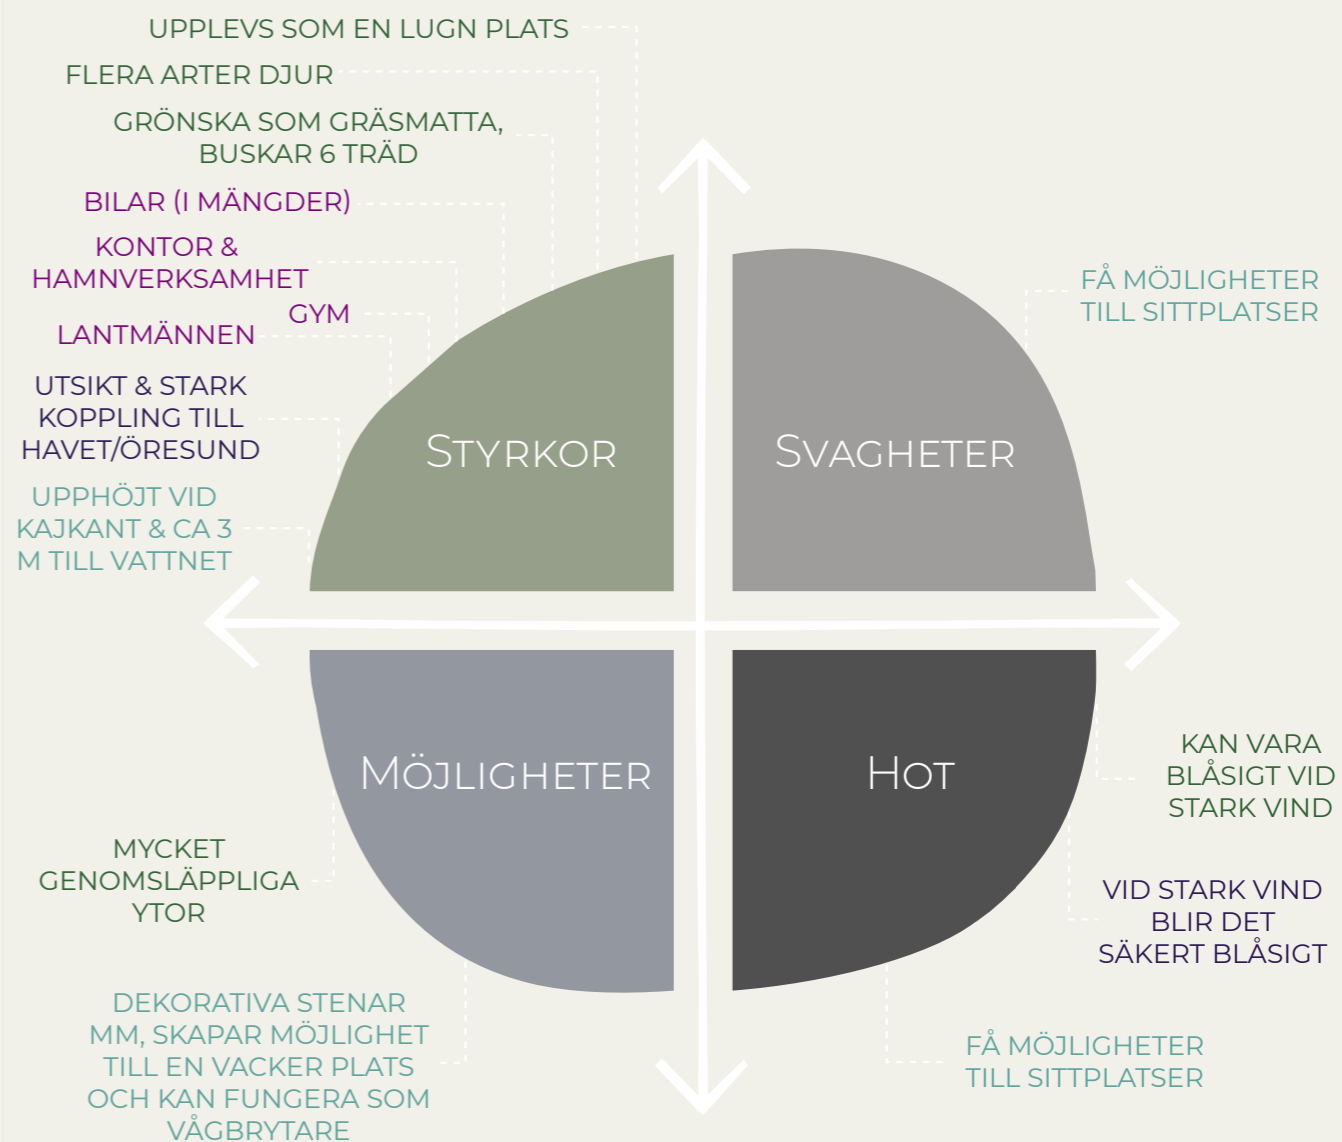 UPPLEVS SOM EN LUGN PLATS
FLERA ARTER DJUR
GRÖNSKA SOM GRÄSMATTA,
BUSKAR 6 TRÄD
BILAR (I MÄNGDER)
KONTOR &
HAMNVERKSAMHET
GYM
LANTMÄNNEN
UTSIKT & STARK
KOPPLING TILL
HAVET/ÖRESUND
UPPHÖJT VID
KAJKANT & CA 3
M TILL VATTNET
STYRKOR
SVAGHETER
FÅ MÖJLIGHETER
TILL SITTPLATSER
MÖJLIGHETER
MYCKET
GENOMSLÄPPLIGA
YTOR
DEKORATIVA STENAR
MM, SKAPAR MÖJLIGHET
TILL EN VACKER PLATS
OCH KAN FUNGERA SOM
VÅGBRYTARE
HOT
KAN VARA
BLÅSIGT VID
STARK VIND
VID STARK VIND
BLIR DET
SÄKERT BLÅSIGT
FÅ MÖJLIGHETER
TILL SITTPLATSER